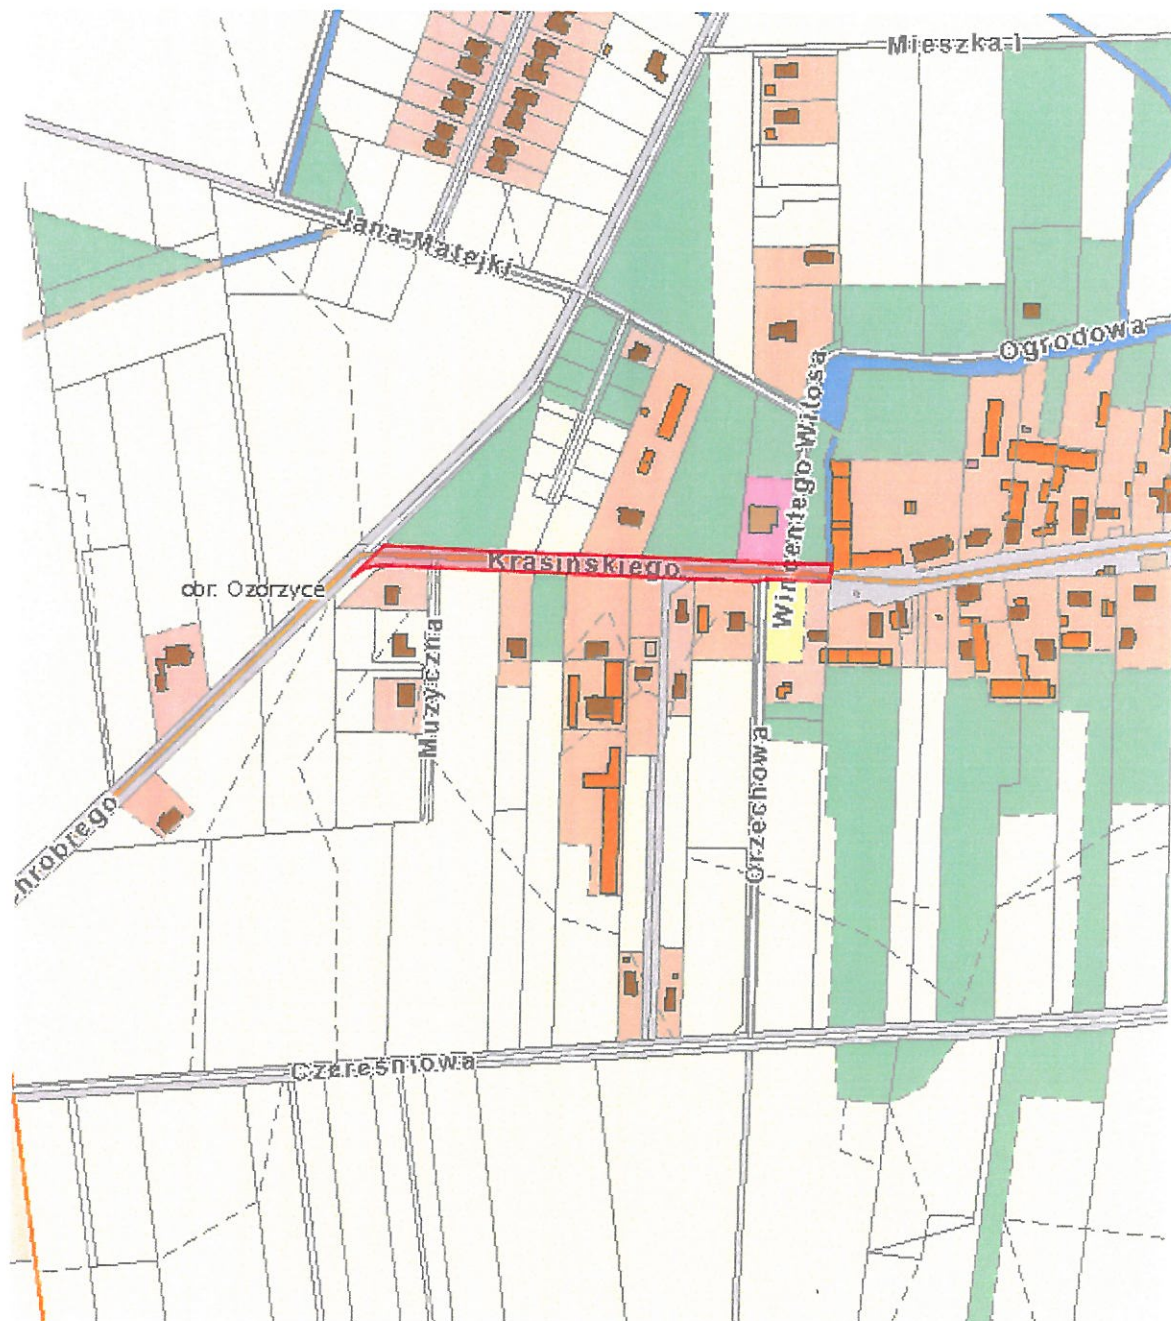 Mieszka I
Jana Matejki
Ogrodowa
Wincentego Witosa
Krasińskiego
obr. Ozorzyce
Muzyczna
Orzechowa
hrobrego
Czereśniowa